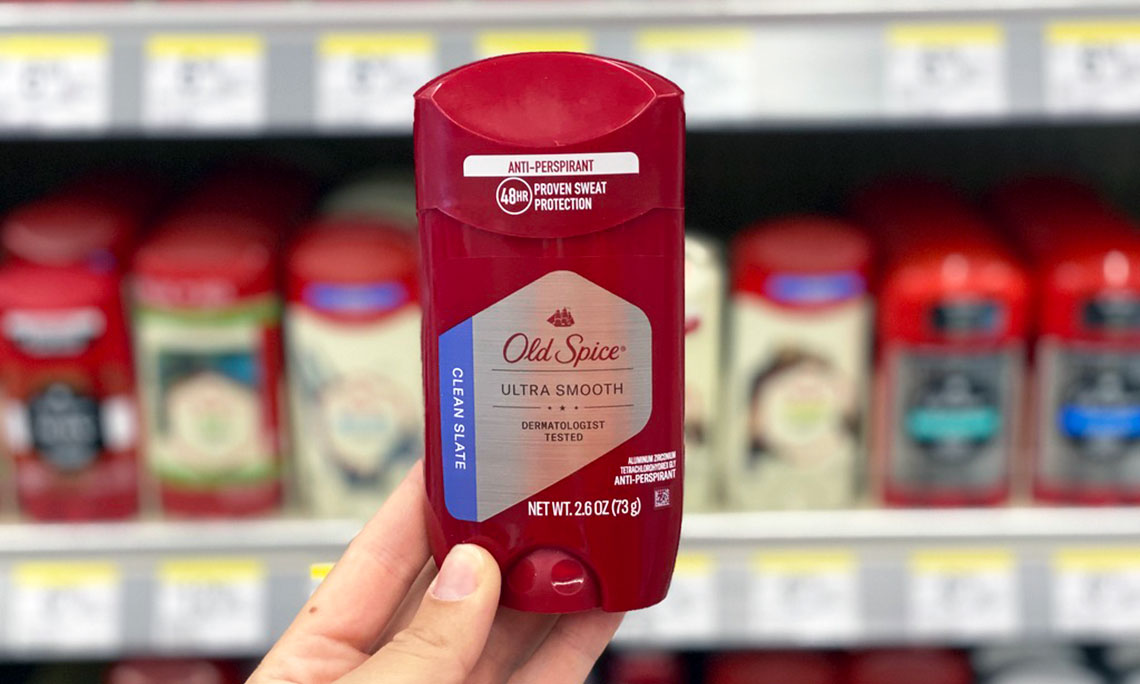 ANTI-PERSPIRANT
48HR PROVEN SWEAT
PROTECTION
Old Spice®
ULTRA SMOOTH
DERMATOLOGIST
TESTED
CLEAN SLATE
ALUMINUM ZIRCONIUM
TETRACHLOROHYDREX GLY
ANTI-PERSPIRANT
NET WT. 2.6 OZ (73 g)